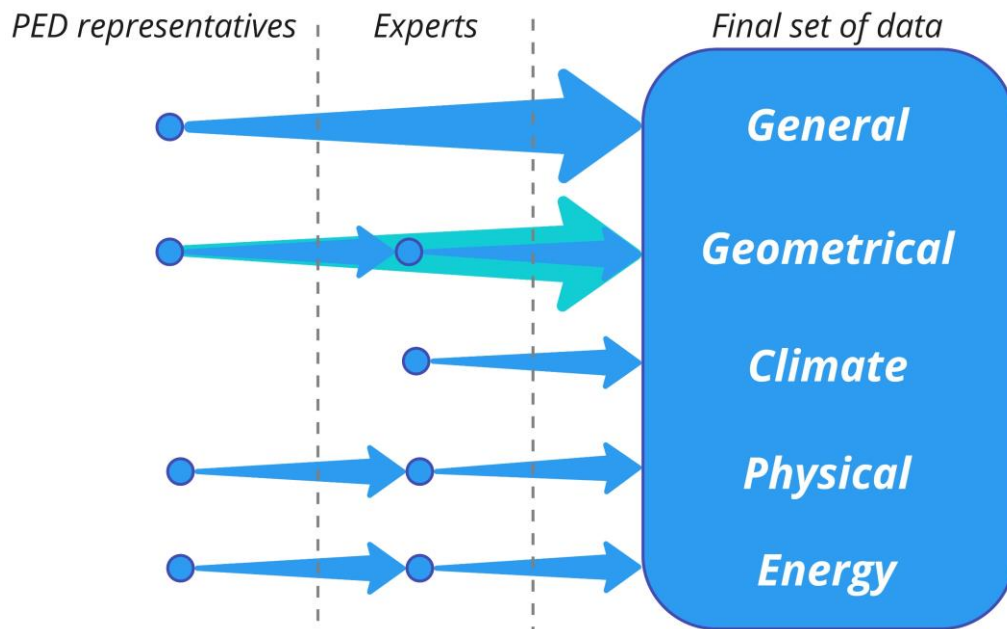 PED representatives
Experts
Final set of data
General
Geometrical
Climate
Physical
Energy